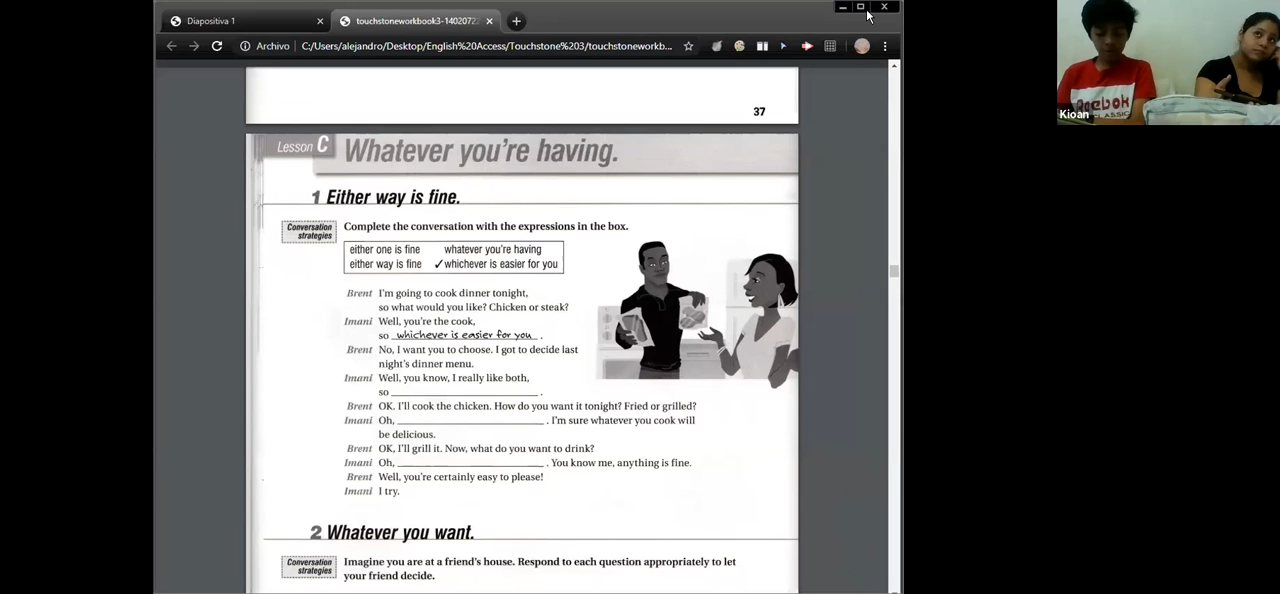 Diapositiva 1
touchstoneworkbook3-14020722
Archivo
C:/Users/alejandro/Desktop/English%20Access/Touchstone%203/touchstoneworkb...
37
Lesson C Whatever you're having.
1 Either way is fine.
Conversation strategies
Complete the conversation with the expressions in the box.
either one is fine whatever you're having
either way is fine ✓ whichever is easier for you
Brent I'm going to cook dinner tonight,
so what would you like? Chicken or steak?
Imani Well, you're the cook,
so whichever is easier for you .
Brent No, I want you to choose. I got to decide last
night's dinner menu.
Imani Well, you know, I really like both,
so ______________ .
Brent OK. I'll cook the chicken. How do you want it tonight? Fried or grilled?
Imani Oh, ______________ . I'm sure whatever you cook will
be delicious.
Brent OK, I'll grill it. Now, what do you want to drink?
Imani Oh, ______________ . You know me, anything is fine.
Brent Well, you're certainly easy to please!
Imani I try.
2 Whatever you want.
Conversation strategies
Imagine you are at a friend's house. Respond to each question appropriately to let
your friend decide.
Reebok
CLASSIC
Kioan